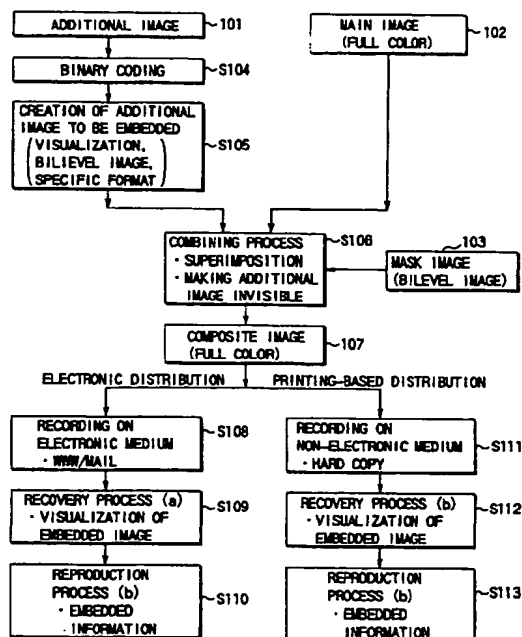 ADDITIONAL IMAGE
101
BINARY CODING
S104
CREATION OF ADDITIONAL
IMAGE TO BE EMBEDDED
(VISUALIZATION,
BILEVEL IMAGE,
SPECIFIC FORMAT)
S105
MAIN IMAGE
(FULL COLOR)
102
COMBINING PROCESS
· SUPERIMPOSITION
· MAKING ADDITIONAL
IMAGE INVISIBLE
S106
103
MASK IMAGE
(BILEVEL IMAGE)
COMPOSITE IMAGE
(FULL COLOR)
107
ELECTRONIC DISTRIBUTION
PRINTING-BASED DISTRIBUTION
RECORDING ON
ELECTRONIC MEDIUM
· WWW/MAIL
S108
RECOVERY PROCESS (a)
· VISUALIZATION OF
EMBEDDED IMAGE
S109
REPRODUCTION
PROCESS (b)
· EMBEDDED
INFORMATION
S110
RECORDING ON
NON-ELECTRONIC MEDIUM
· HARD COPY
S111
RECOVERY PROCESS (b)
· VISUALIZATION OF
EMBEDDED IMAGE
S112
REPRODUCTION
PROCESS (b)
· EMBEDDED
INFORMATION
S113